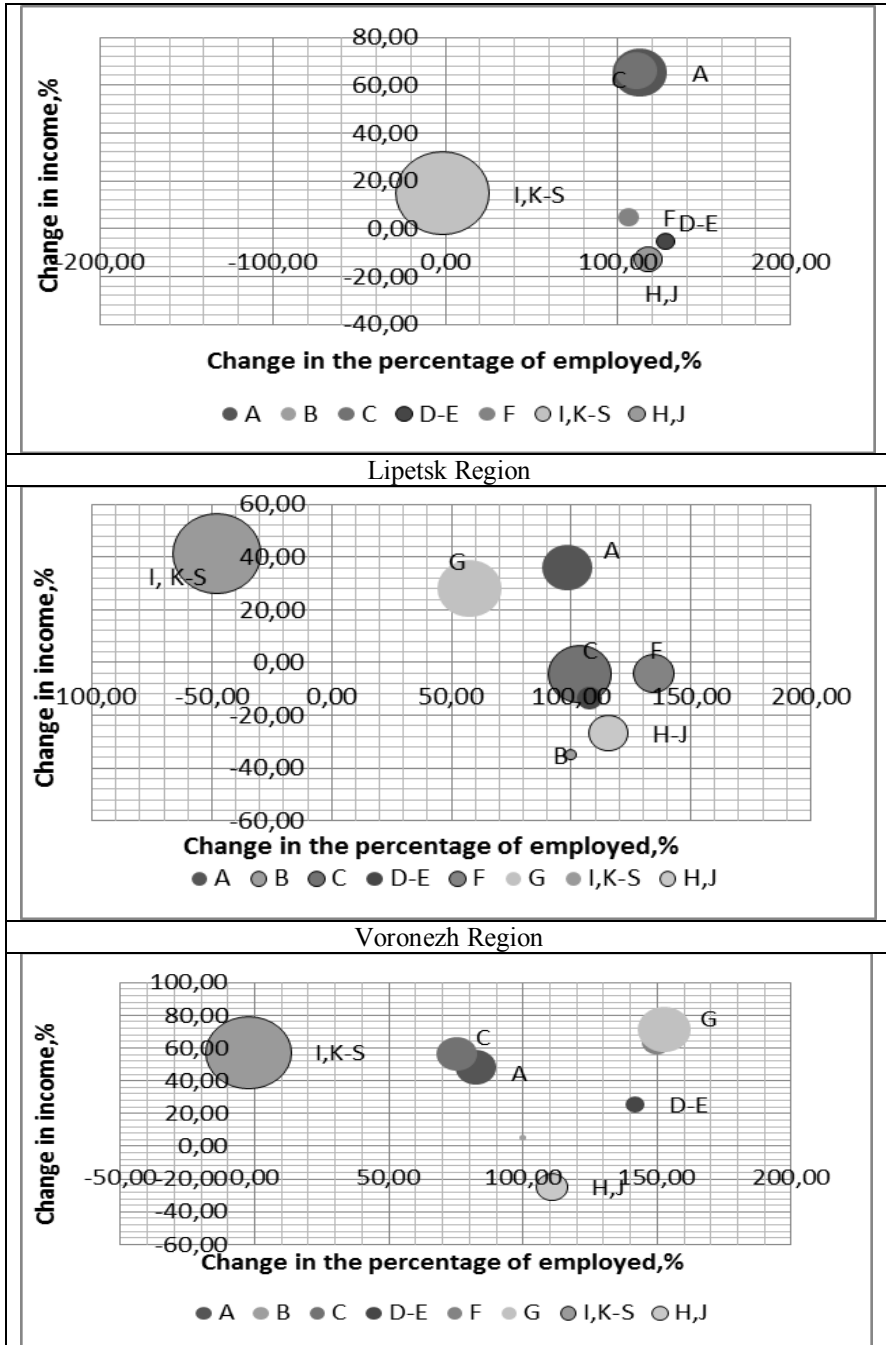 80,00
60,00
C
A
40,00
20,00
I,K-S
0,00
F
D-E
-200,00 -100,00 0,00 100,00 200,00
-20,00
H,J
-40,00
Change in income,%
Change in the percentage of employed,%
A B C D-E F I,K-S H,J
Lipetsk Region
60,00
40,00
I, K-S
G
A
20,00
0,00
C
F
100,00 -50,00 0,00 50,00 100,00 150,00 200,00
-20,00
H-J
B
-40,00
-60,00
Change in income,%
Change in the percentage of employed,%
A B C D-E F G I,K-S H,J
Voronezh Region
100,00
80,00
G
60,00
I,K-S
C
40,00
A
20,00
D-E
0,00
-50,00 0,00 50,00 100,00 150,00 200,00
-20,00
H,J
-40,00
-60,00
Change in income,%
Change in the percentage of employed,%
A B C D-E F G I,K-S H,J